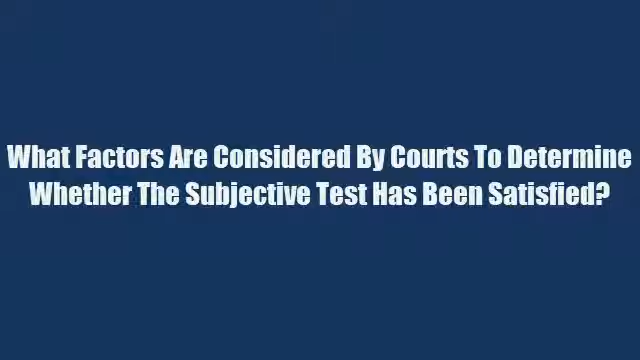 What Factors Are Considered By Courts To Determine
Whether The Subjective Test Has Been Satisfied?